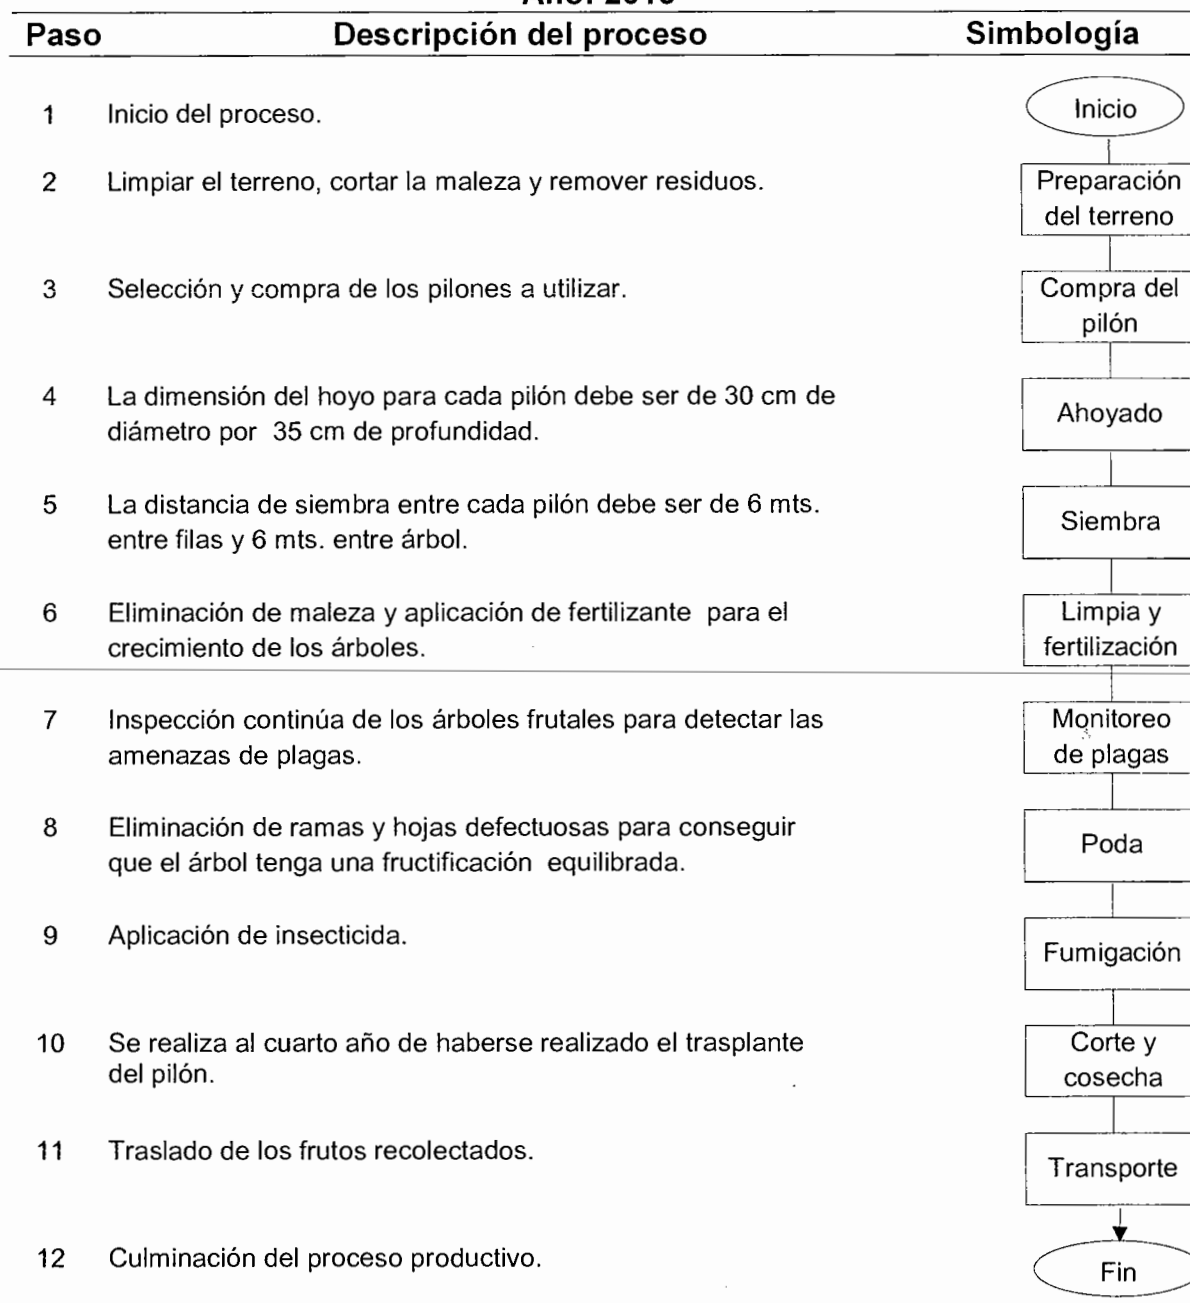 Paso Descripción del proceso Simbología
1 Inicio del proceso. Inicio
2 Limpiar el terreno, cortar la maleza y remover residuos. Preparación
del terreno
3 Selección y compra de los pilones a utilizar. Compra del
pilón
4 La dimensión del hoyo para cada pilón debe ser de 30 cm de
diámetro por 35 cm de profundidad. Ahoyado
5 La distancia de siembra entre cada pilón debe ser de 6 mts.
entre filas y 6 mts. entre árbol. Siembra
6 Eliminación de maleza y aplicación de fertilizante para el Limpia y
crecimiento de los árboles. fertilización
7 Inspección continúa de los árboles frutales para detectar las Monitoreo
amenazas de plagas. de plagas
8 Eliminación de ramas y hojas defectuosas para conseguir
que el árbol tenga una fructificación equilibrada. Poda
9 Aplicación de insecticida. Fumigación
10 Se realiza al cuarto año de haberse realizado el trasplante Corte y
del pilón. cosecha
11 Traslado de los frutos recolectados. Transporte
12 Culminación del proceso productivo. Fin